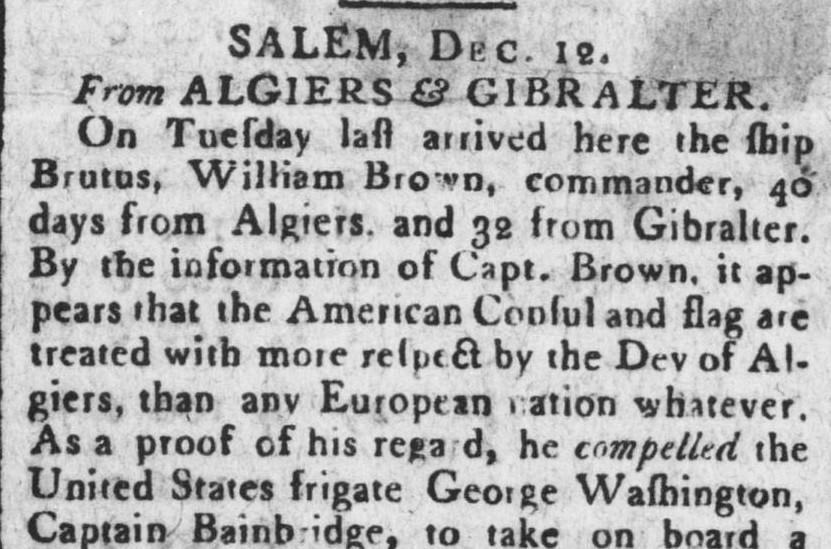 SALEM, DEC. 12.
From ALGIERS & GIBRALTER.
On Tueſday laſt arrived here the ſhip
Brutus, William Brown, commander, 40
days from Algiers. and 32 from Gibralter.
By the information of Capt. Brown, it ap-
pears that the American Conſul and flag are
treated with more reſpect by the Dey of Al-
giers, than any European nation whatever.
As a proof of his regard, he compelled the
United States frigate George Waſhington,
Captain Bainbridge, to take on board a